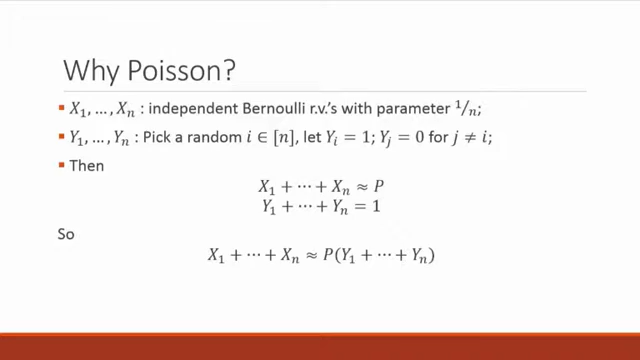 Why Poisson?
▪ X₁, … , Xₙ : independent Bernoulli r.v.'s with parameter 1/n;
▪ Y₁, … , Yₙ : Pick a random i ∈ [n], let Yᵢ = 1; Yⱼ = 0 for j ≠ i;
▪ Then
X₁ + ⋯ + Xₙ ≈ P
Y₁ + ⋯ + Yₙ = 1
So
X₁ + ⋯ + Xₙ ≈ P(Y₁ + ⋯ + Yₙ)